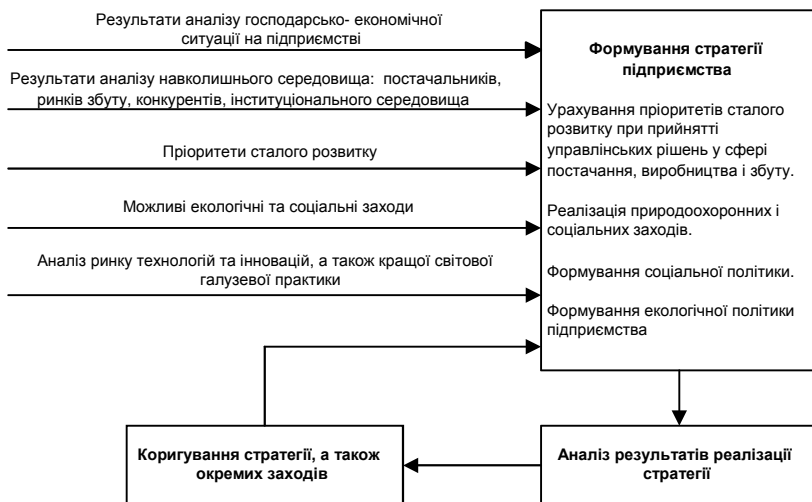 Результати аналізу господарсько- економічної
ситуації на підприємстві
Результати аналізу навколишнього середовища: постачальників,
ринків збуту, конкурентів, інституціонального середовища
Пріоритети сталого розвитку
Можливі екологічні та соціальні заходи
Аналіз ринку технологій та інновацій, а також кращої світової
галузевої практики
Формування стратегії
підприємства
Урахування пріоритетів сталого
розвитку при прийнятті
управлінських рішень у сфері
постачання, виробництва і збуту.
Реалізація природоохоронних і
соціальних заходів.
Формування соціальної політики.
Формування екологічної політики
підприємства
Коригування стратегії, а також
окремих заходів
Аналіз результатів реалізації
стратегії